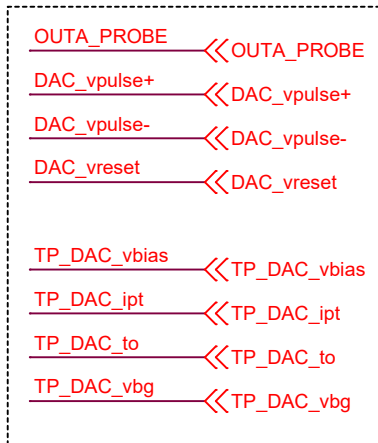 OUTA_PROBE OUTA_PROBE
DAC_vpulse+ DAC_vpulse+
DAC_vpulse- DAC_vpulse-
DAC_vreset DAC_vreset
TP_DAC_vbias TP_DAC_vbias
TP_DAC_ipt TP_DAC_ipt
TP_DAC_to TP_DAC_to
TP_DAC_vbg TP_DAC_vbg